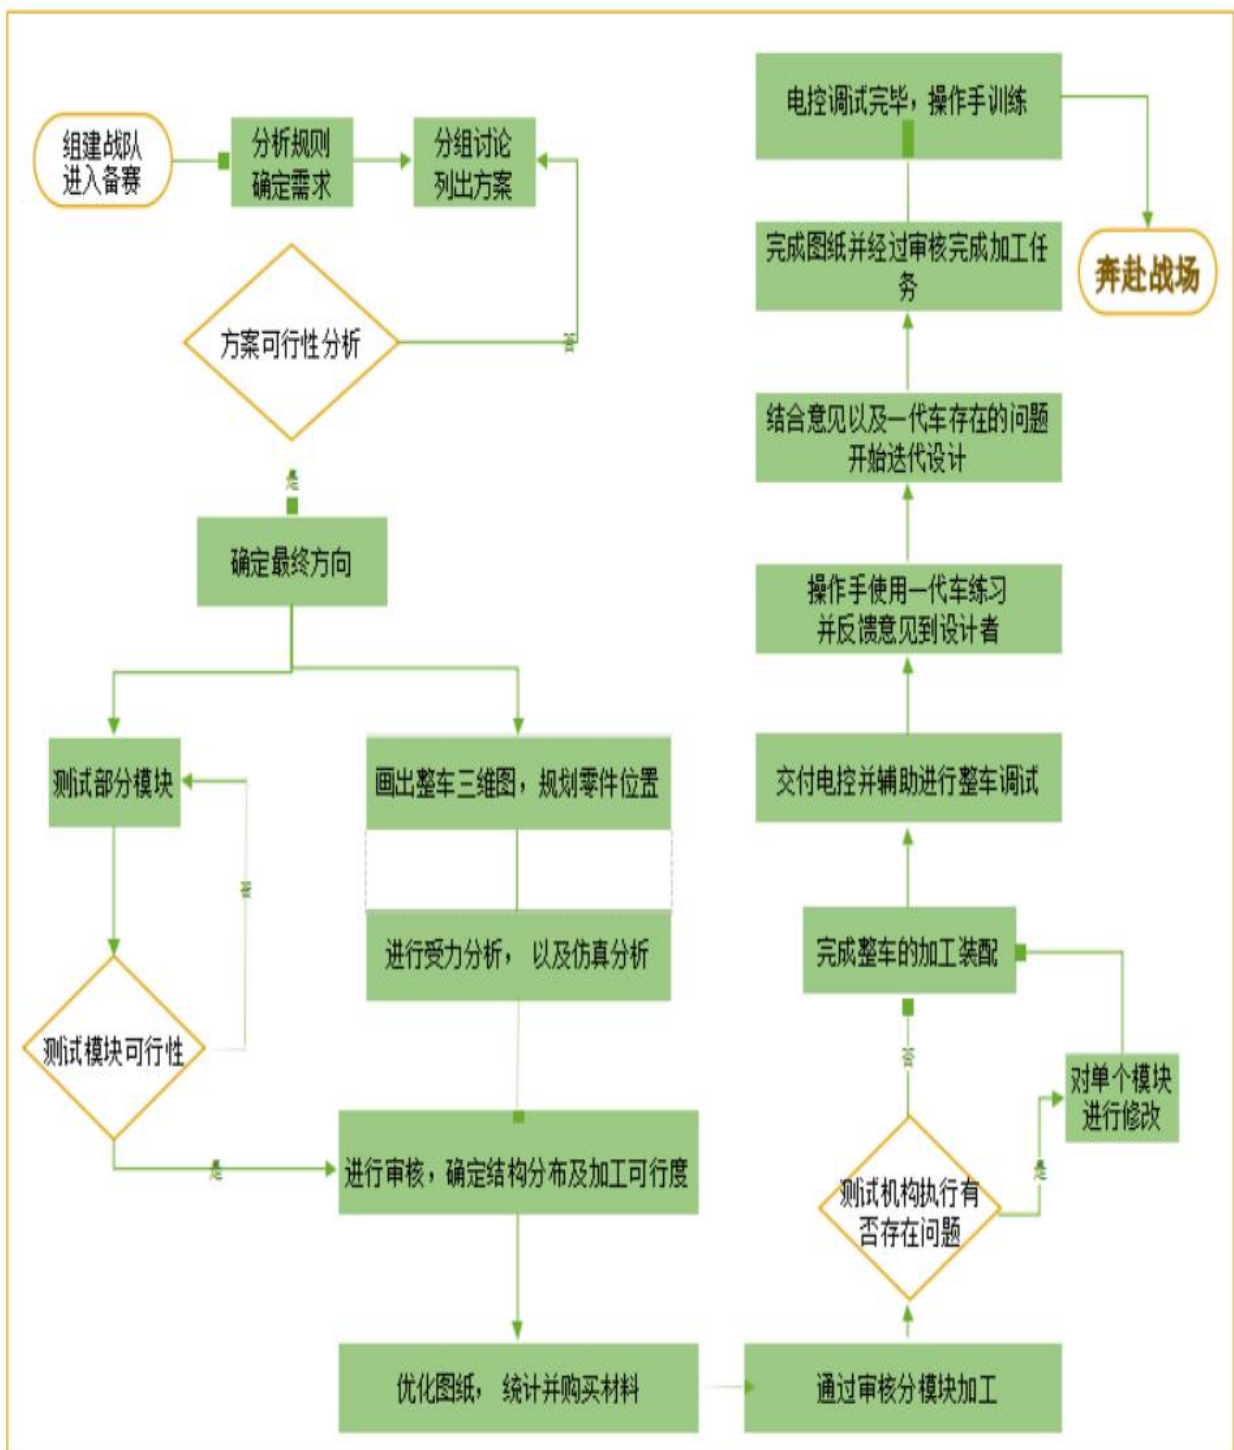 组建战队
进入备赛
分析规则
确定需求
分组讨论
列出方案
方案可行性分析
否
是
确定最终方向
测试部分模块
画出整车三维图，规划零件位置
否
进行受力分析， 以及仿真分析
测试模块可行性
是
进行审核，确定结构分布及加工可行度
优化图纸， 统计并购买材料
通过审核分模块加工
测试机构执行有
否存在问题
是
对单个模块
进行修改
否
完成整车的加工装配
交付电控并辅助进行整车调试
操作手使用一代车练习
并反馈意见到设计者
结合意见以及一代车存在的问题
开始迭代设计
完成图纸并经过审核完成加工任
务
电控调试完毕，操作手训练
奔赴战场